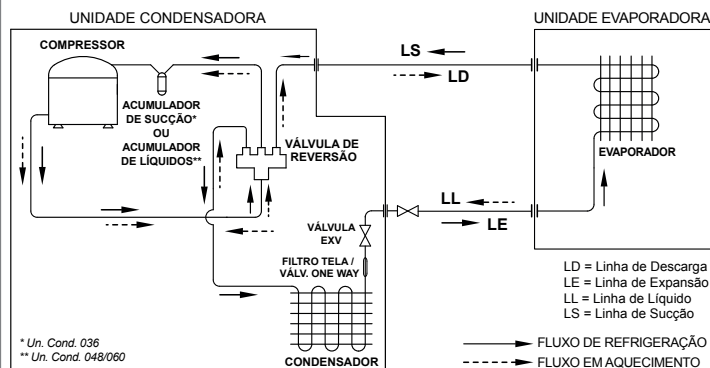 UNIDADE CONDENSADORA
UNIDADE EVAPORADORA
COMPRESSOR
LS
LD
ACUMULADOR
DE SUCÇÃO*
OU
ACUMULADOR
DE LÍQUIDOS**
VÁLVULA DE
REVERSÃO
EVAPORADOR
LL
LE
VÁLVULA
EXV
FILTRO TELA /
VÁLV. ONE WAY
LD = Linha de Descarga
LE = Linha de Expansão
LL = Linha de Líquido
LS = Linha de Sucção
* Un. Cond. 036
** Un. Cond. 048/060
CONDENSADOR
FLUXO DE REFRIGERAÇÃO
FLUXO EM AQUECIMENTO